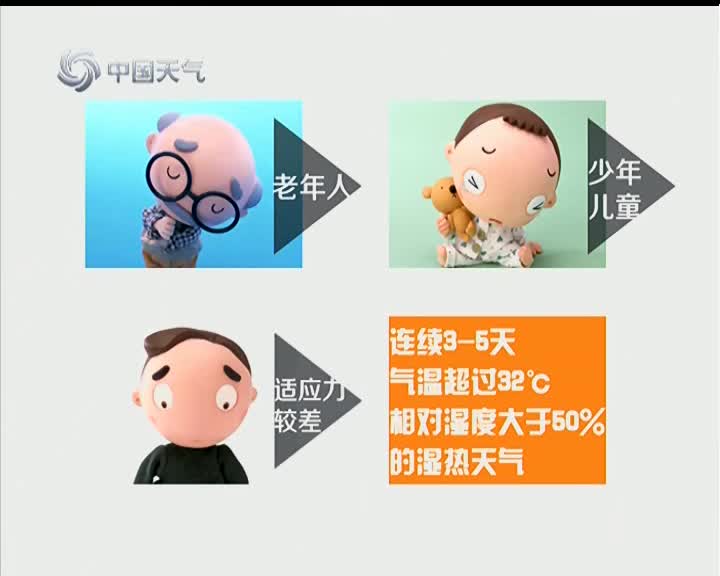 中国天气
老年人
少年
儿童
适应力
较差
连续3-5天
气温超过32℃
相对湿度大于50%
的湿热天气